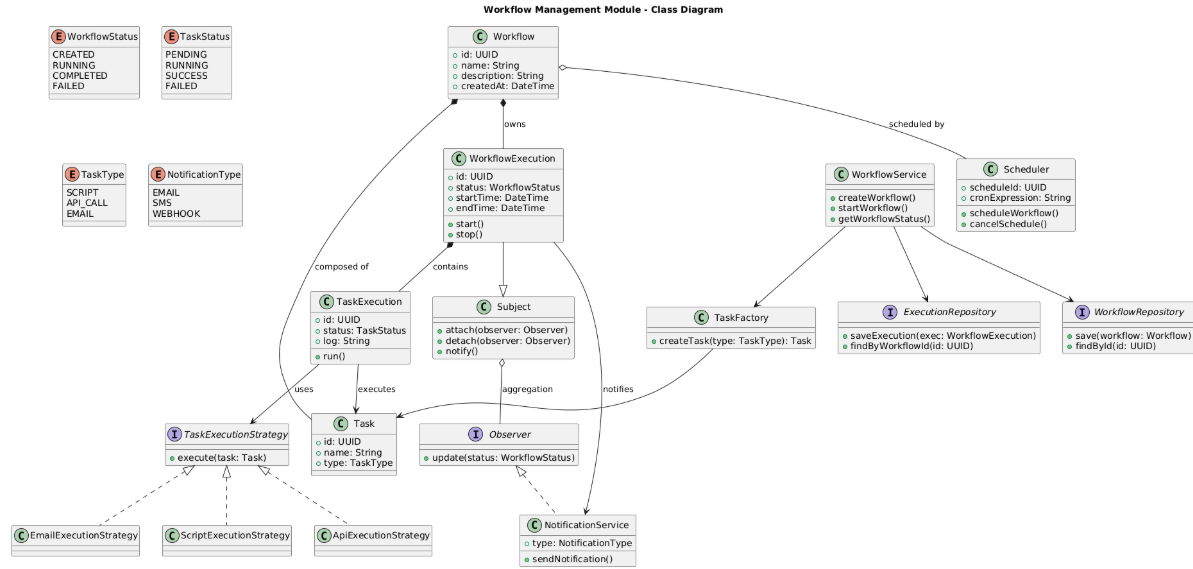 Workflow Management Module - Class Diagram
E WorkflowStatus
CREATED
RUNNING
COMPLETED
FAILED
E TaskStatus
PENDING
RUNNING
SUCCESS
FAILED
C Workflow
id: UUID
name: String
description: String
createdAt: DateTime
owns
scheduled by
E TaskType
SCRIPT
API_CALL
EMAIL
E NotificationType
EMAIL
SMS
WEBHOOK
C WorkflowExecution
id: UUID
status: WorkflowStatus
startTime: DateTime
endTime: DateTime
start()
stop()
C WorkflowService
createWorkflow()
startWorkflow()
getWorkflowStatus()
C Scheduler
scheduleId: UUID
cronExpression: String
scheduleWorkflow()
cancelSchedule()
composed of
contains
C TaskExecution
id: UUID
status: TaskStatus
log: String
run()
C Subject
attach(observer: Observer)
detach(observer: Observer)
notify()
C TaskFactory
createTask(type: TaskType): Task
I ExecutionRepository
saveExecution(exec: WorkflowExecution)
findByWorkflowId(id: UUID)
I WorkflowRepository
save(workflow: Workflow)
findById(id: UUID)
uses
executes
aggregation
notifies
I TaskExecutionStrategy
execute(task: Task)
C Task
id: UUID
name: String
type: TaskType
I Observer
update(status: WorkflowStatus)
C EmailExecutionStrategy
C ScriptExecutionStrategy
C ApiExecutionStrategy
C NotificationService
type: NotificationType
sendNotification()